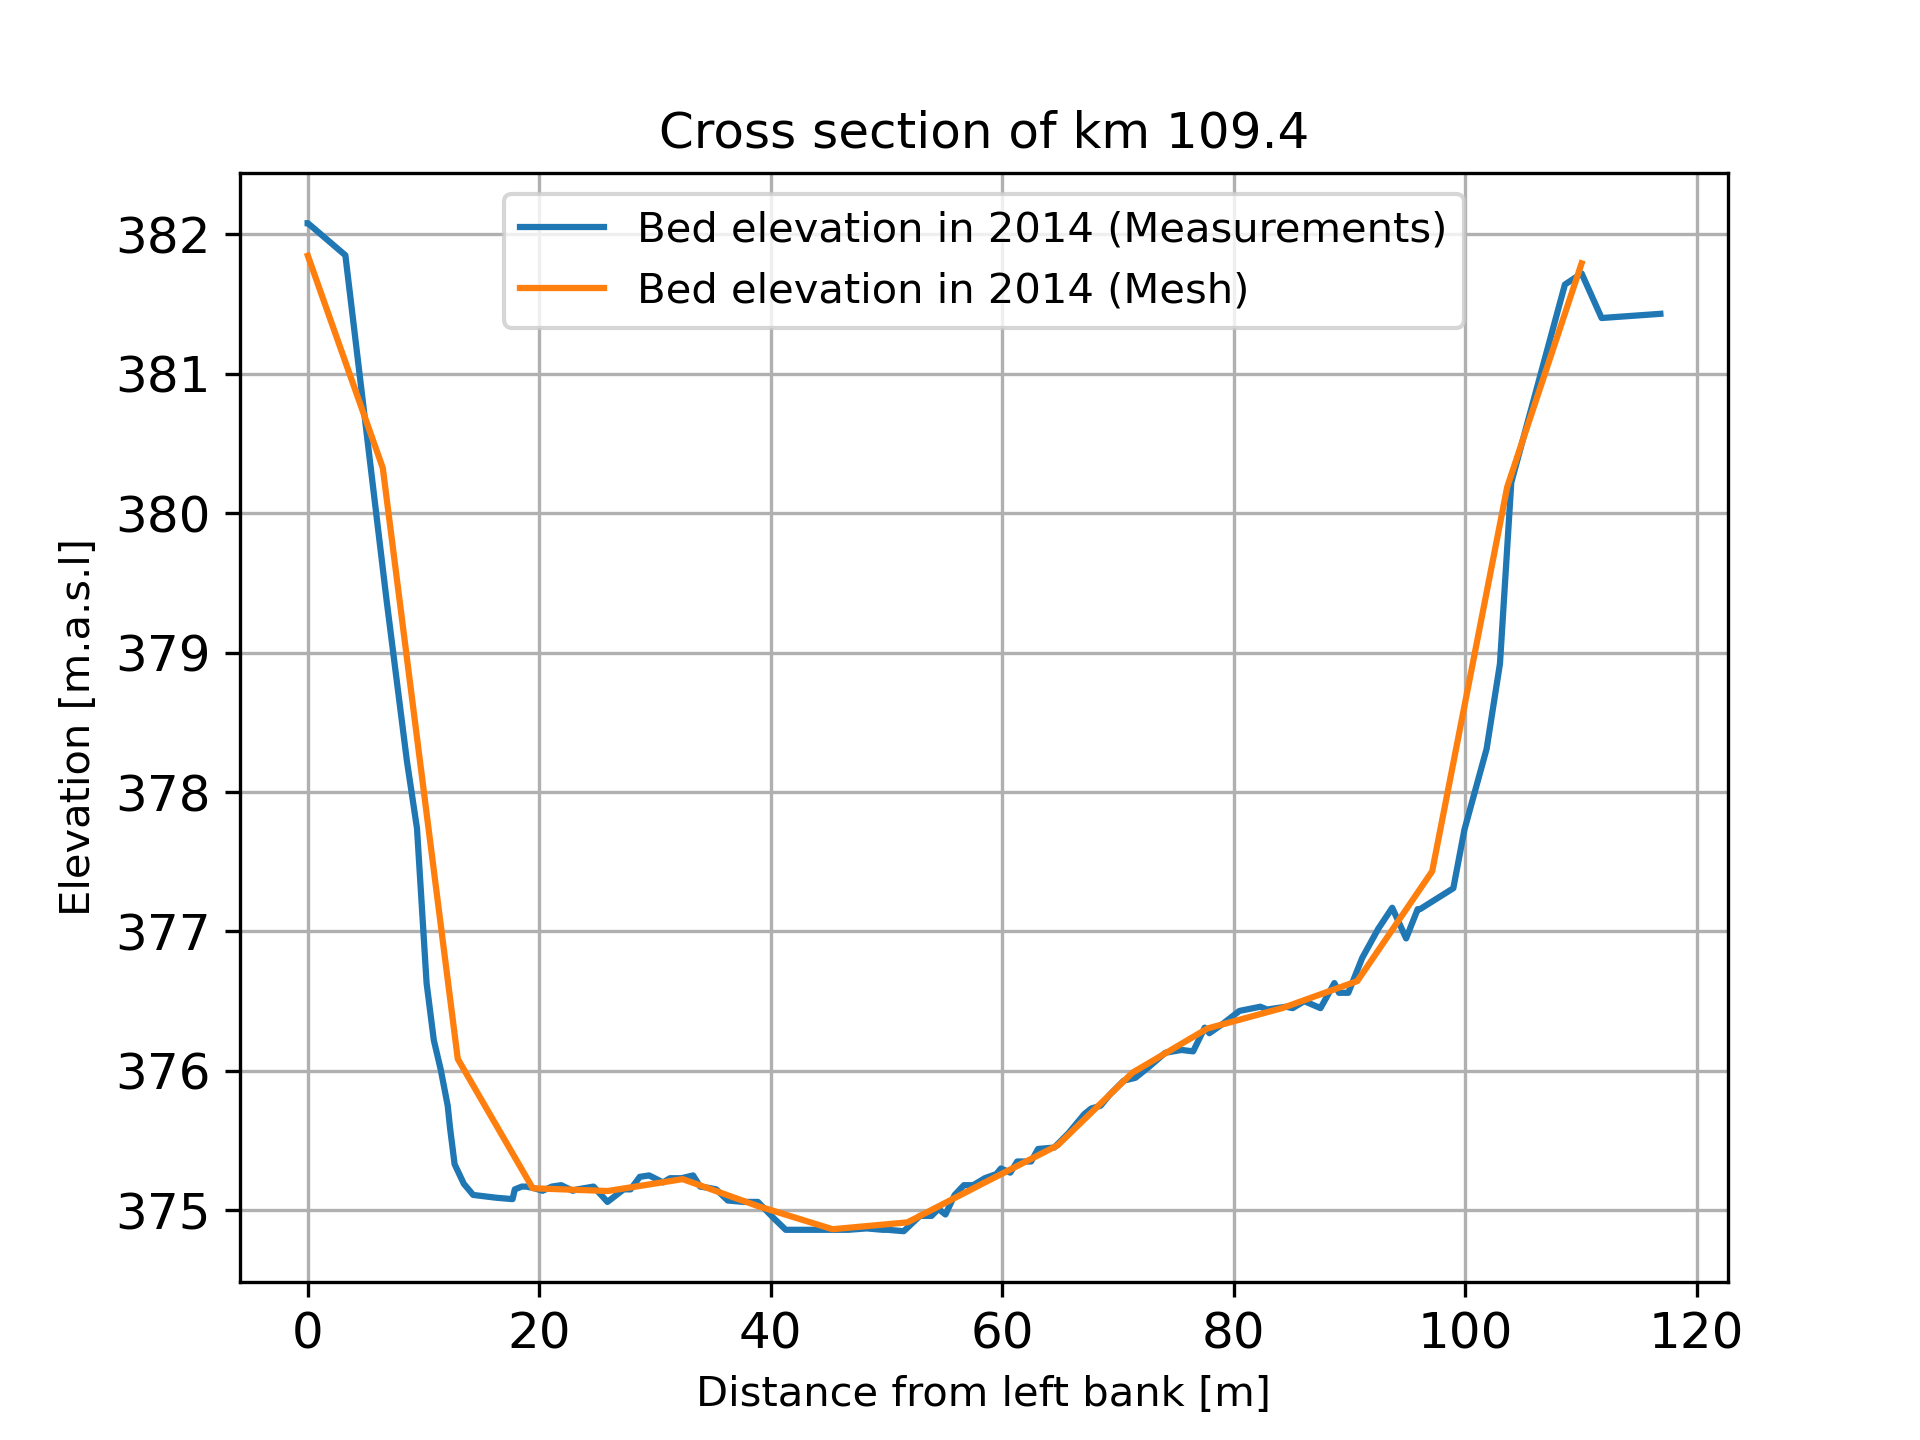 Cross section of km 109.4
Bed elevation in 2014 (Measurements)
Bed elevation in 2014 (Mesh)
Elevation [m.a.s.l]
382
381
380
379
378
377
376
375
0 20 40 60 80 100 120
Distance from left bank [m]